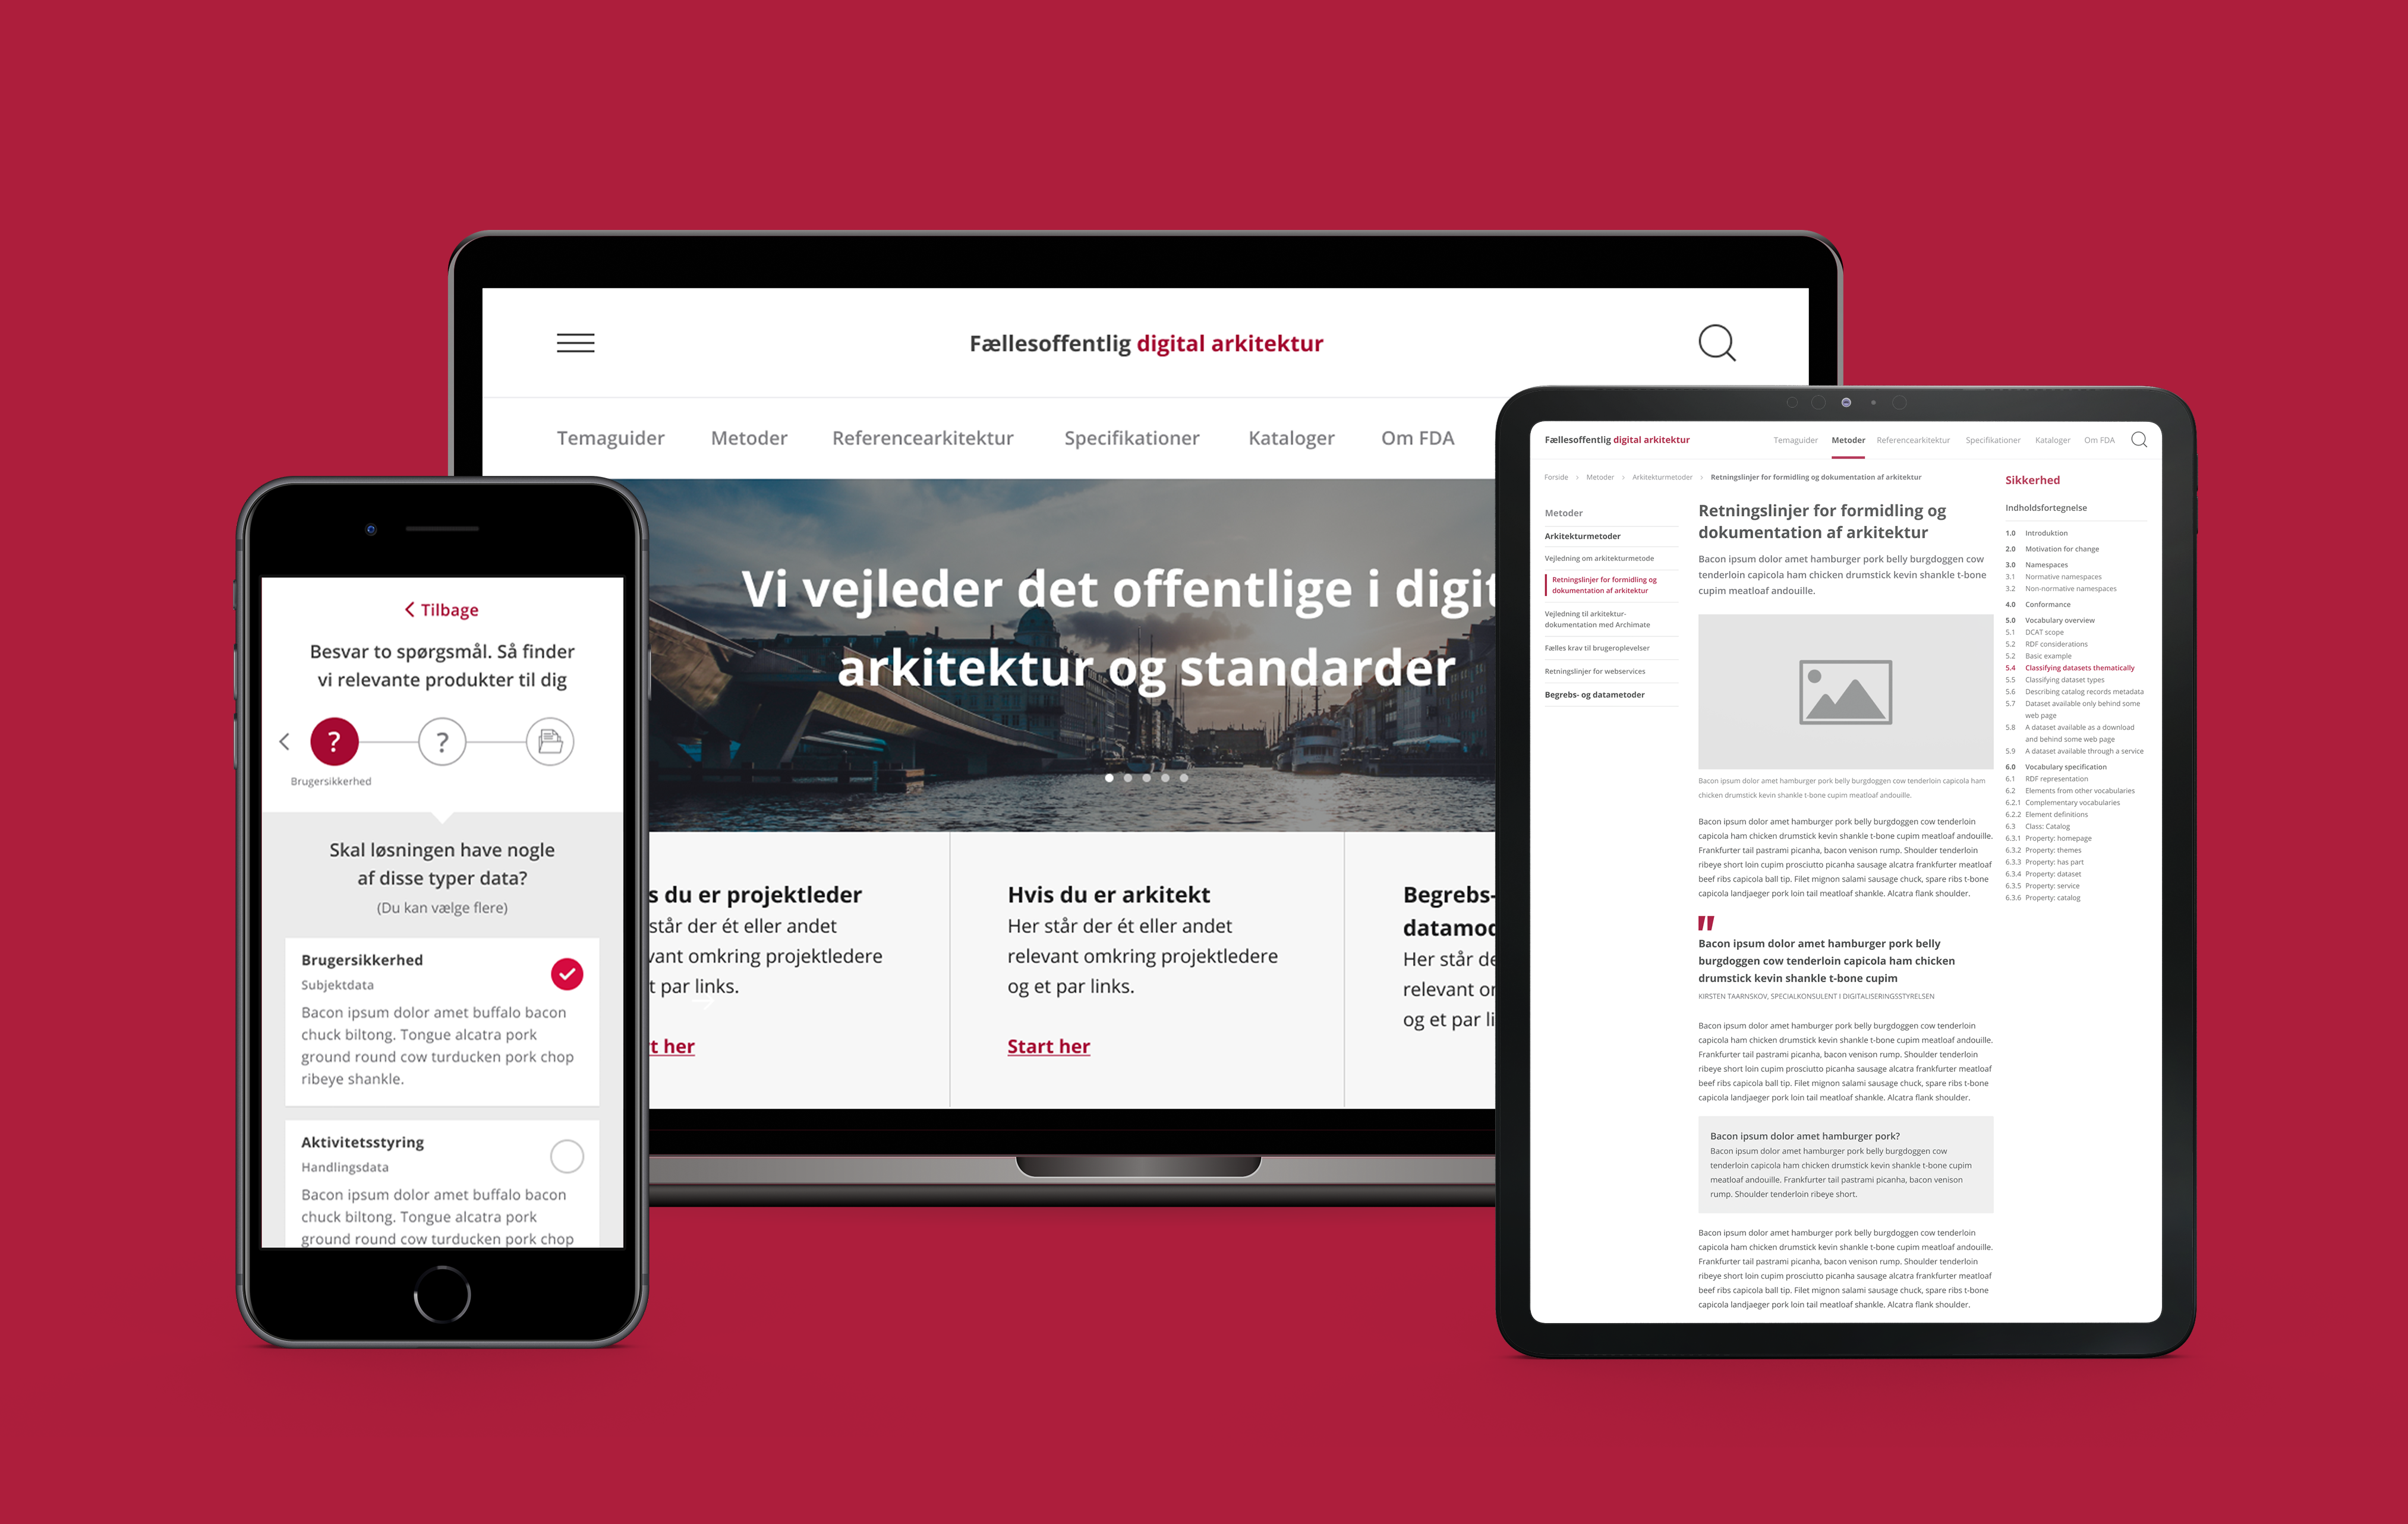 Fællesoffentlig digital arkitektur
Temaguider Metoder Referencearkitektur Specifikationer Kataloger Om FDA
Vi vejleder det offentlige i digit
arkitektur og standarder
s du er projektleder
står der ét eller andet
vant omkring projektledere
t par links.
t her
Hvis du er arkitekt
Her står der ét eller andet
relevant omkring projektledere
og et par links.
Start her
Begrebs-
datamod
Her står de
relevant o
og et par li
Tilbage
Besvar to spørgsmål. Så finder
vi relevante produkter til dig
? ?
Brugersikkerhed
Skal løsningen have nogle
af disse typer data?
(Du kan vælge flere)
Brugersikkerhed
Subjektdata
Bacon ipsum dolor amet buffalo bacon
chuck biltong. Tongue alcatra pork
ground round cow turducken pork chop
ribeye shankle.
Aktivitetsstyring
Handlingsdata
Bacon ipsum dolor amet buffalo bacon
chuck biltong. Tongue alcatra pork
ground round cow turducken pork chop
Fællesoffentlig digital arkitektur
Temaguider Metoder Referencearkitektur Specifikationer Kataloger Om FDA
Forside > Metoder > Arkitekturmetoder > Retningslinjer for formidling og dokumentation af arkitektur
Metoder
Arkitekturmetoder
Vejledning om arkitekturmetode
Retningslinjer for formidling og
dokumentation af arkitektur
Vejledning til arkitektur-
dokumentation med Archimate
Fælles krav til brugeroplevelser
Retningslinjer for webservices
Begrebs- og datametoder
Retningslinjer for formidling og
dokumentation af arkitektur
Bacon ipsum dolor amet hamburger pork belly burgdoggen cow
tenderloin capicola ham chicken drumstick kevin shankle t-bone
cupim meatloaf andouille.
Bacon ipsum dolor amet hamburger pork belly burgdoggen cow tenderloin capicola ham
chicken drumstick kevin shankle t-bone cupim meatloaf andouille.
Bacon ipsum dolor amet hamburger pork belly burgdoggen cow tenderloin
capicola ham chicken drumstick kevin shankle t-bone cupim meatloaf andouille.
Frankfurter tail pastrami picanha, bacon venison rump. Shoulder tenderloin
ribeye short loin cupim prosciutto picanha sausage alcatra frankfurter meatloaf
beef ribs capicola ball tip. Filet mignon salami sausage chuck, spare ribs t-bone
capicola landjaeger pork loin tail meatloaf shankle. Alcatra flank shoulder.
"
Bacon ipsum dolor amet hamburger pork belly
burgdoggen cow tenderloin capicola ham chicken
drumstick kevin shankle t-bone cupim
KIRSTEN TAARNSKOV, SPECIALKONSULENT I DIGITALISERINGSSTYRELSEN
Bacon ipsum dolor amet hamburger pork belly burgdoggen cow tenderloin
capicola ham chicken drumstick kevin shankle t-bone cupim meatloaf andouille.
Frankfurter tail pastrami picanha, bacon venison rump. Shoulder tenderloin
ribeye short loin cupim prosciutto picanha sausage alcatra frankfurter meatloaf
beef ribs capicola ball tip. Filet mignon salami sausage chuck, spare ribs t-bone
capicola landjaeger pork loin tail meatloaf shankle. Alcatra flank shoulder.
Bacon ipsum dolor amet hamburger pork?
Bacon ipsum dolor amet hamburger pork belly burgdoggen cow
tenderloin capicola ham chicken drumstick kevin shankle t-bone cupim
meatloaf andouille. Frankfurter tail pastrami picanha, bacon venison
rump. Shoulder tenderloin ribeye short.
Bacon ipsum dolor amet hamburger pork belly burgdoggen cow tenderloin
capicola ham chicken drumstick kevin shankle t-bone cupim meatloaf andouille.
Frankfurter tail pastrami picanha, bacon venison rump. Shoulder tenderloin
ribeye short loin cupim prosciutto picanha sausage alcatra frankfurter meatloaf
beef ribs capicola ball tip. Filet mignon salami sausage chuck, spare ribs t-bone
capicola landjaeger pork loin tail meatloaf shankle. Alcatra flank shoulder.
Sikkerhed
Indholdsfortegnelse
1.0 Introduktion
2.0 Motivation for change
3.0 Namespaces
3.1 Normative namespaces
3.2 Non-normative namespaces
4.0 Conformance
5.0 Vocabulary overview
5.1 DCAT scope
5.2 RDF considerations
5.2 Basic example
5.4 Classifying datasets thematically
5.5 Classifying dataset types
5.6 Describing catalog records metadata
5.7 Dataset available only behind some
web page
5.8 A dataset available as a download
and behind some web page
5.9 A dataset available through a service
6.0 Vocabulary specification
6.1 RDF representation
6.2 Elements from other vocabularies
6.2.1 Complementary vocabularies
6.2.2 Element definitions
6.3 Class: Catalog
6.3.1 Property: homepage
6.3.2 Property: themes
6.3.3 Property: has part
6.3.4 Property: dataset
6.3.5 Property: service
6.3.6 Property: catalog